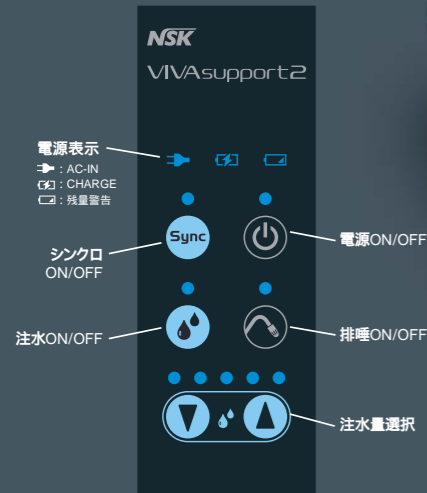 NSK
VIVAsupport2
電源表示
: AC-IN
: CHARGE
: 残量警告
Sync
シンクロ
ON/OFF
電源ON/OFF
注水ON/OFF
排唾ON/OFF
注水量選択